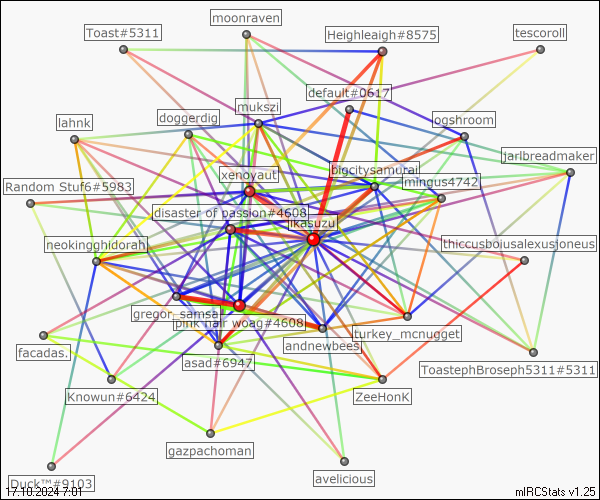 moonraven
Toast#5311
Heighleigh#8575
tescoroll
default#0617
mukszi
doggerdig
ogshroom
lahnk
jarlbreadmaker
xenoyaut
bigcitysamurai
mingus4742
Random Stuf6#5983
disaster of passion#4608
ikasuzu
neokingghidorah
thiccusboiusalexusioneus
gregor_samsa
pink hair woag#4608
turkey_mcnugget
andnewbees
facadas.
asad#6947
ToastephBroseph5311#5311
Knowun#6424
ZeeHonK
gazpachoman
avelicious
Duck™#9103
17.10.2024 7:01
mIRCStats v1.25